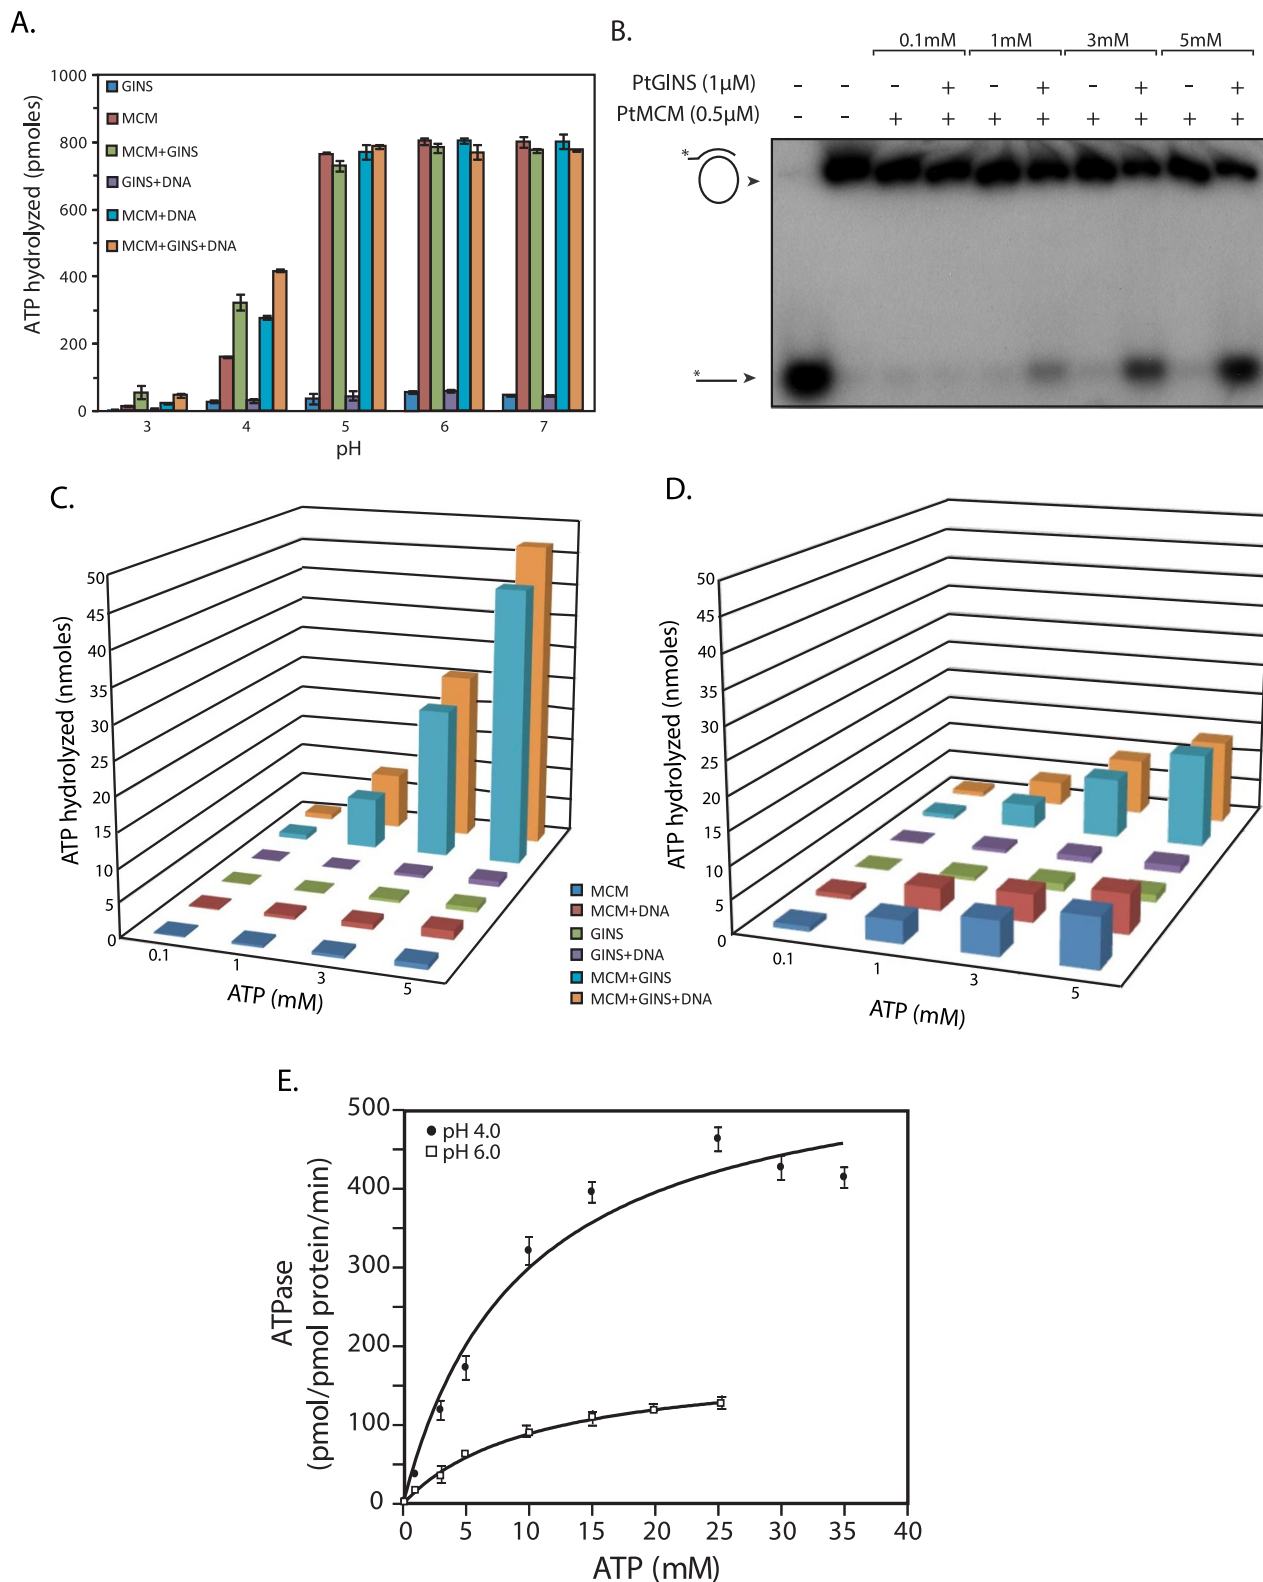 A.
ATP hydrolyzed (pmoles)
1000
800
600
400
200
0
GINS
MCM
MCM+GINS
GINS+DNA
MCM+DNA
MCM+GINS+DNA
3 4 5 6 7
pH
B.
0.1mM 1mM 3mM 5mM
PtGINS (1µM) - - - + - + - + - +
PtMCM (0.5µM) - - + + + + + + + +
*
*
C.
ATP hydrolyzed (nmoles)
50
45
40
35
30
25
20
15
10
5
0
0.1 1 3 5
ATP (mM)
MCM
MCM+DNA
GINS
GINS+DNA
MCM+GINS
MCM+GINS+DNA
D.
ATP hydrolyzed (nmoles)
50
45
40
35
30
25
20
15
10
5
0
0.1 1 3 5
ATP (mM)
E.
ATPase
(pmol/pmol protein/min)
500
400
300
200
100
0
pH 4.0
pH 6.0
0 5 10 15 20 25 30 35 40
ATP (mM)